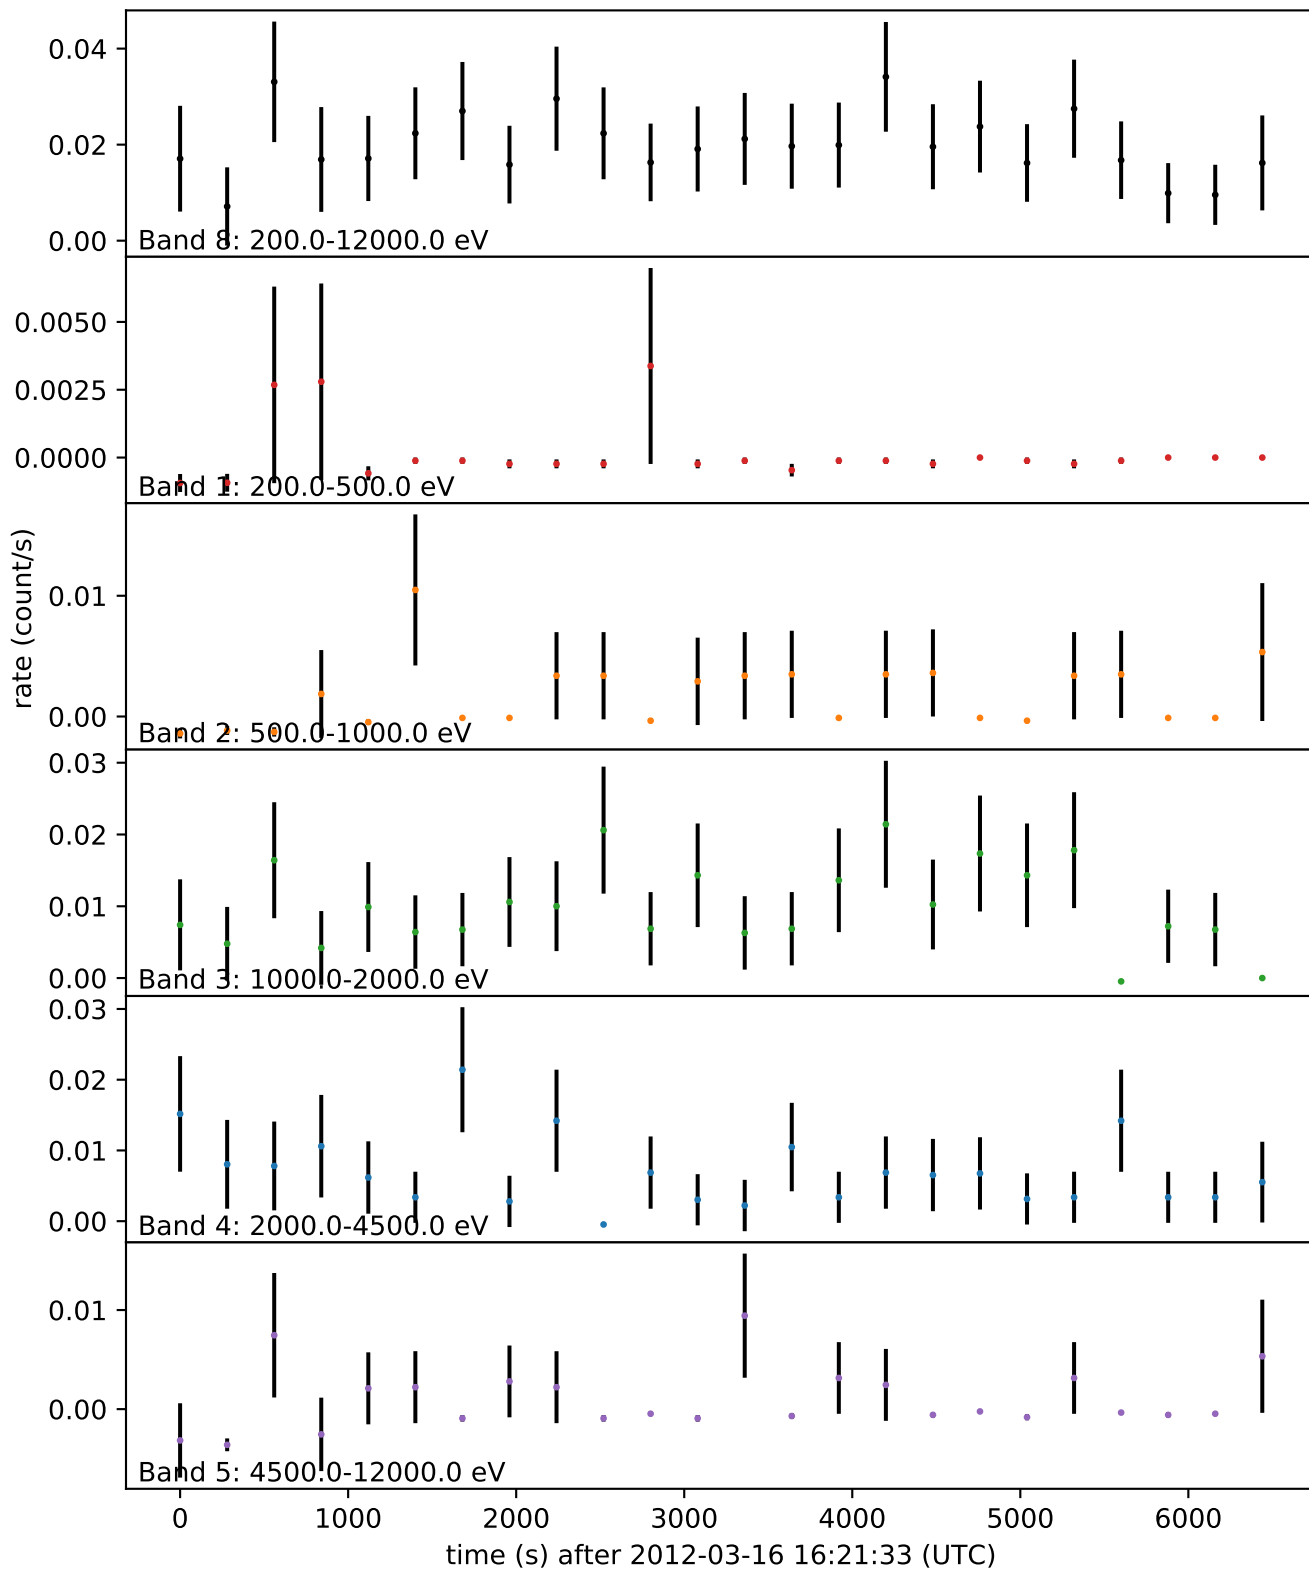 0.04
0.02
0.00
Band 8: 200.0-12000.0 eV
0.0050
0.0025
0.0000
Band 1: 200.0-500.0 eV
rate (count/s)
0.01
0.00
Band 2: 500.0-1000.0 eV
0.03
0.02
0.01
0.00
Band 3: 1000.0-2000.0 eV
0.03
0.02
0.01
0.00
Band 4: 2000.0-4500.0 eV
0.01
0.00
Band 5: 4500.0-12000.0 eV
0 1000 2000 3000 4000 5000 6000
time (s) after 2012-03-16 16:21:33 (UTC)